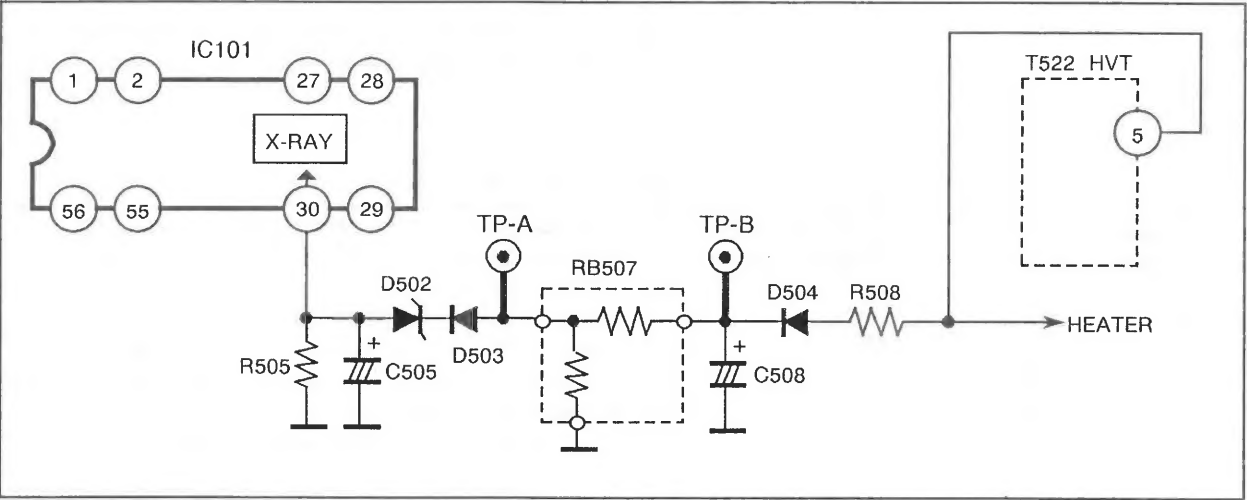 IC101
1 2 27 28
X-RAY
56 55 30 29
T522 HVT
5
TP-A
TP-B
RB507
D502
D503
D504
R508
HEATER
R505
+
C505
+
C508